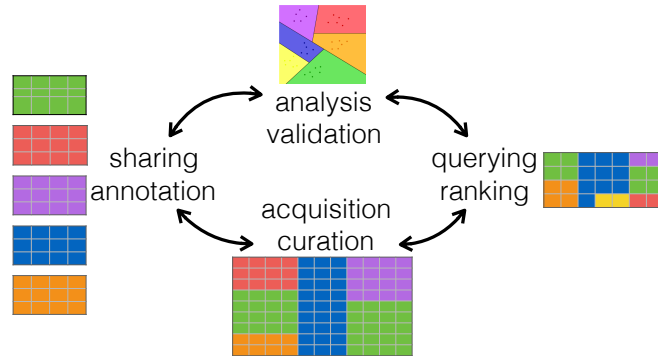 analysis
validation
sharing
annotation
querying
ranking
acquisition
curation